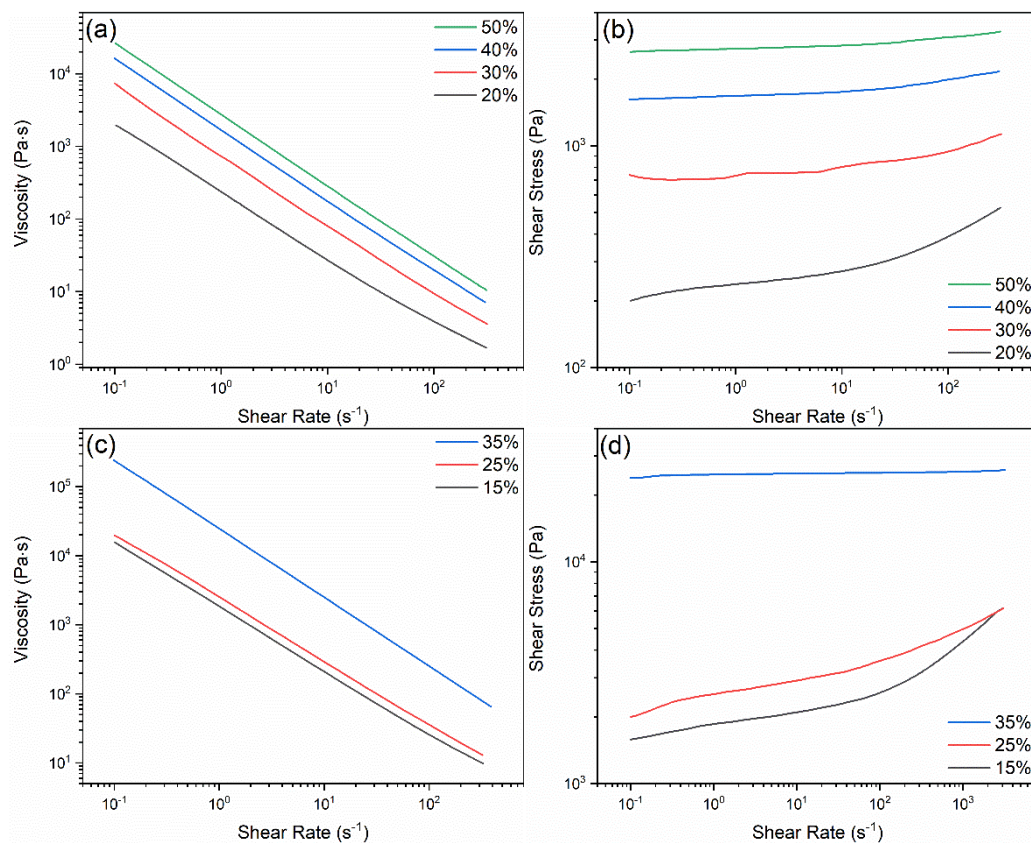 (a)
50%
40%
30%
20%
Viscosity (Pa·s)
10⁴
10³
10²
10¹
10⁰
10⁻¹ 10⁰ 10¹ 10²
Shear Rate (s⁻¹)
(b)
Shear Stress (Pa)
10³
10²
50%
40%
30%
20%
10⁻¹ 10⁰ 10¹ 10²
Shear Rate (s⁻¹)
(c)
35%
25%
15%
Viscosity (Pa·s)
10⁵
10⁴
10³
10²
10¹
10⁻¹ 10⁰ 10¹ 10²
Shear Rate (s⁻¹)
(d)
Shear Stress (Pa)
10⁴
10³
35%
25%
15%
10⁻¹ 10⁰ 10¹ 10² 10³
Shear Rate (s⁻¹)